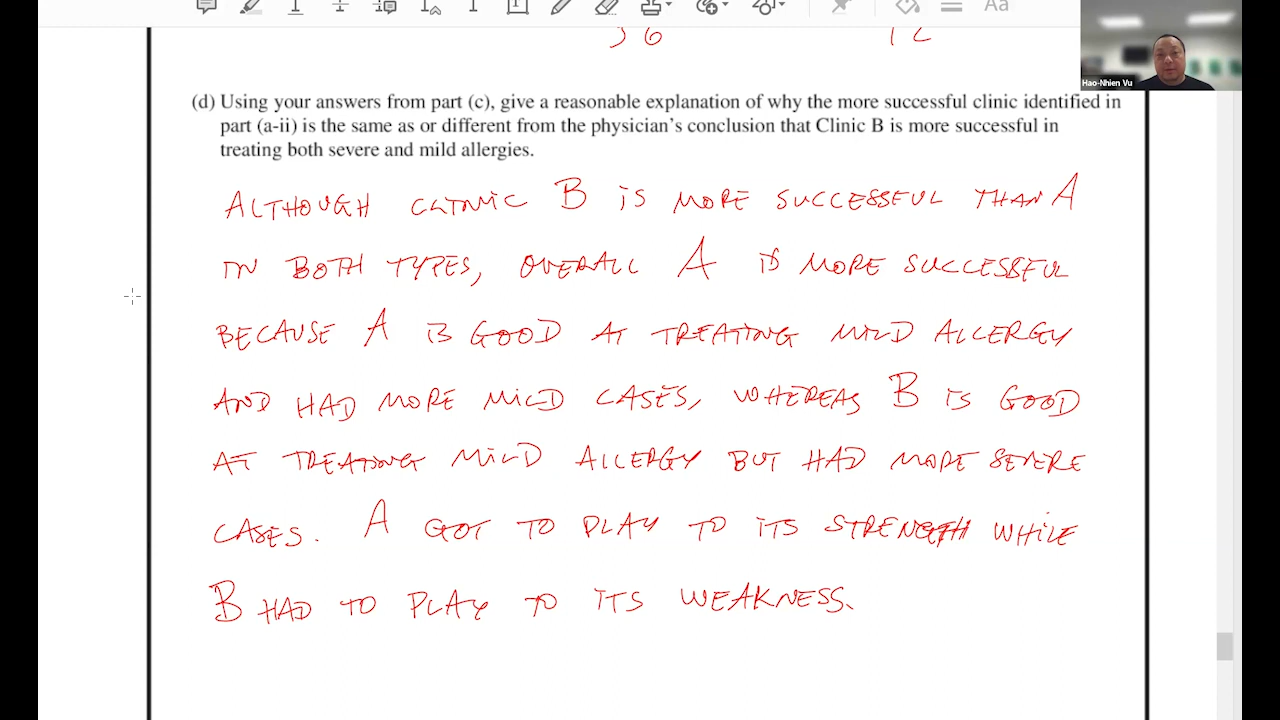 Aa
36 12
Hao-Nhien Vu
(d) Using your answers from part (c), give a reasonable explanation of why the more successful clinic identified in
part (a-ii) is the same as or different from the physician's conclusion that Clinic B is more successful in
treating both severe and mild allergies.
ALTHOUGH CLINIC B IS MORE SUCCESSFUL THAN A
IN BOTH TYPES, OVERALL A IS MORE SUCCESSFUL
BECAUSE A IS GOOD AT TREATING MILD ALLERGY
AND HAD MORE MILD CASES, WHEREAS B IS GOOD
AT TREATING MILD ALLERGY BUT HAD MORE SEVERE
CASES. A GOT TO PLAY TO ITS STRENGTH WHILE
B HAD TO PLAY TO ITS WEAKNESS.